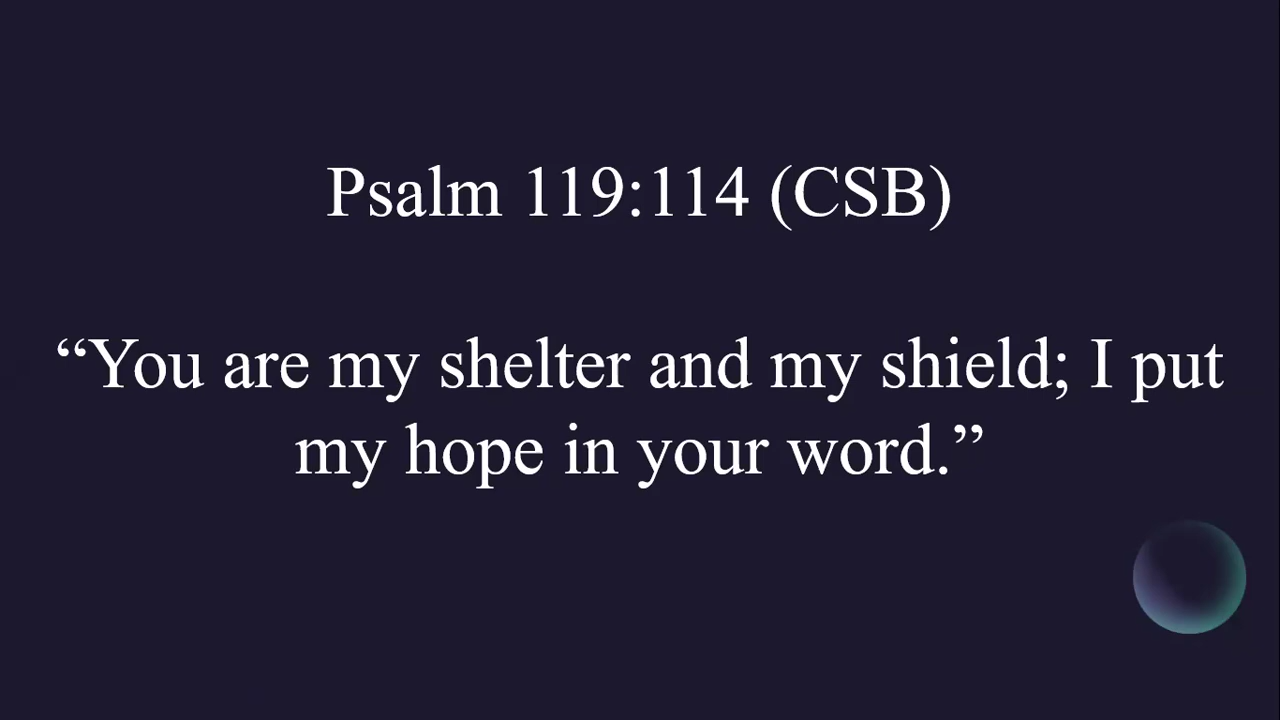 Psalm 119:114 (CSB)
“You are my shelter and my shield; I put
my hope in your word.”